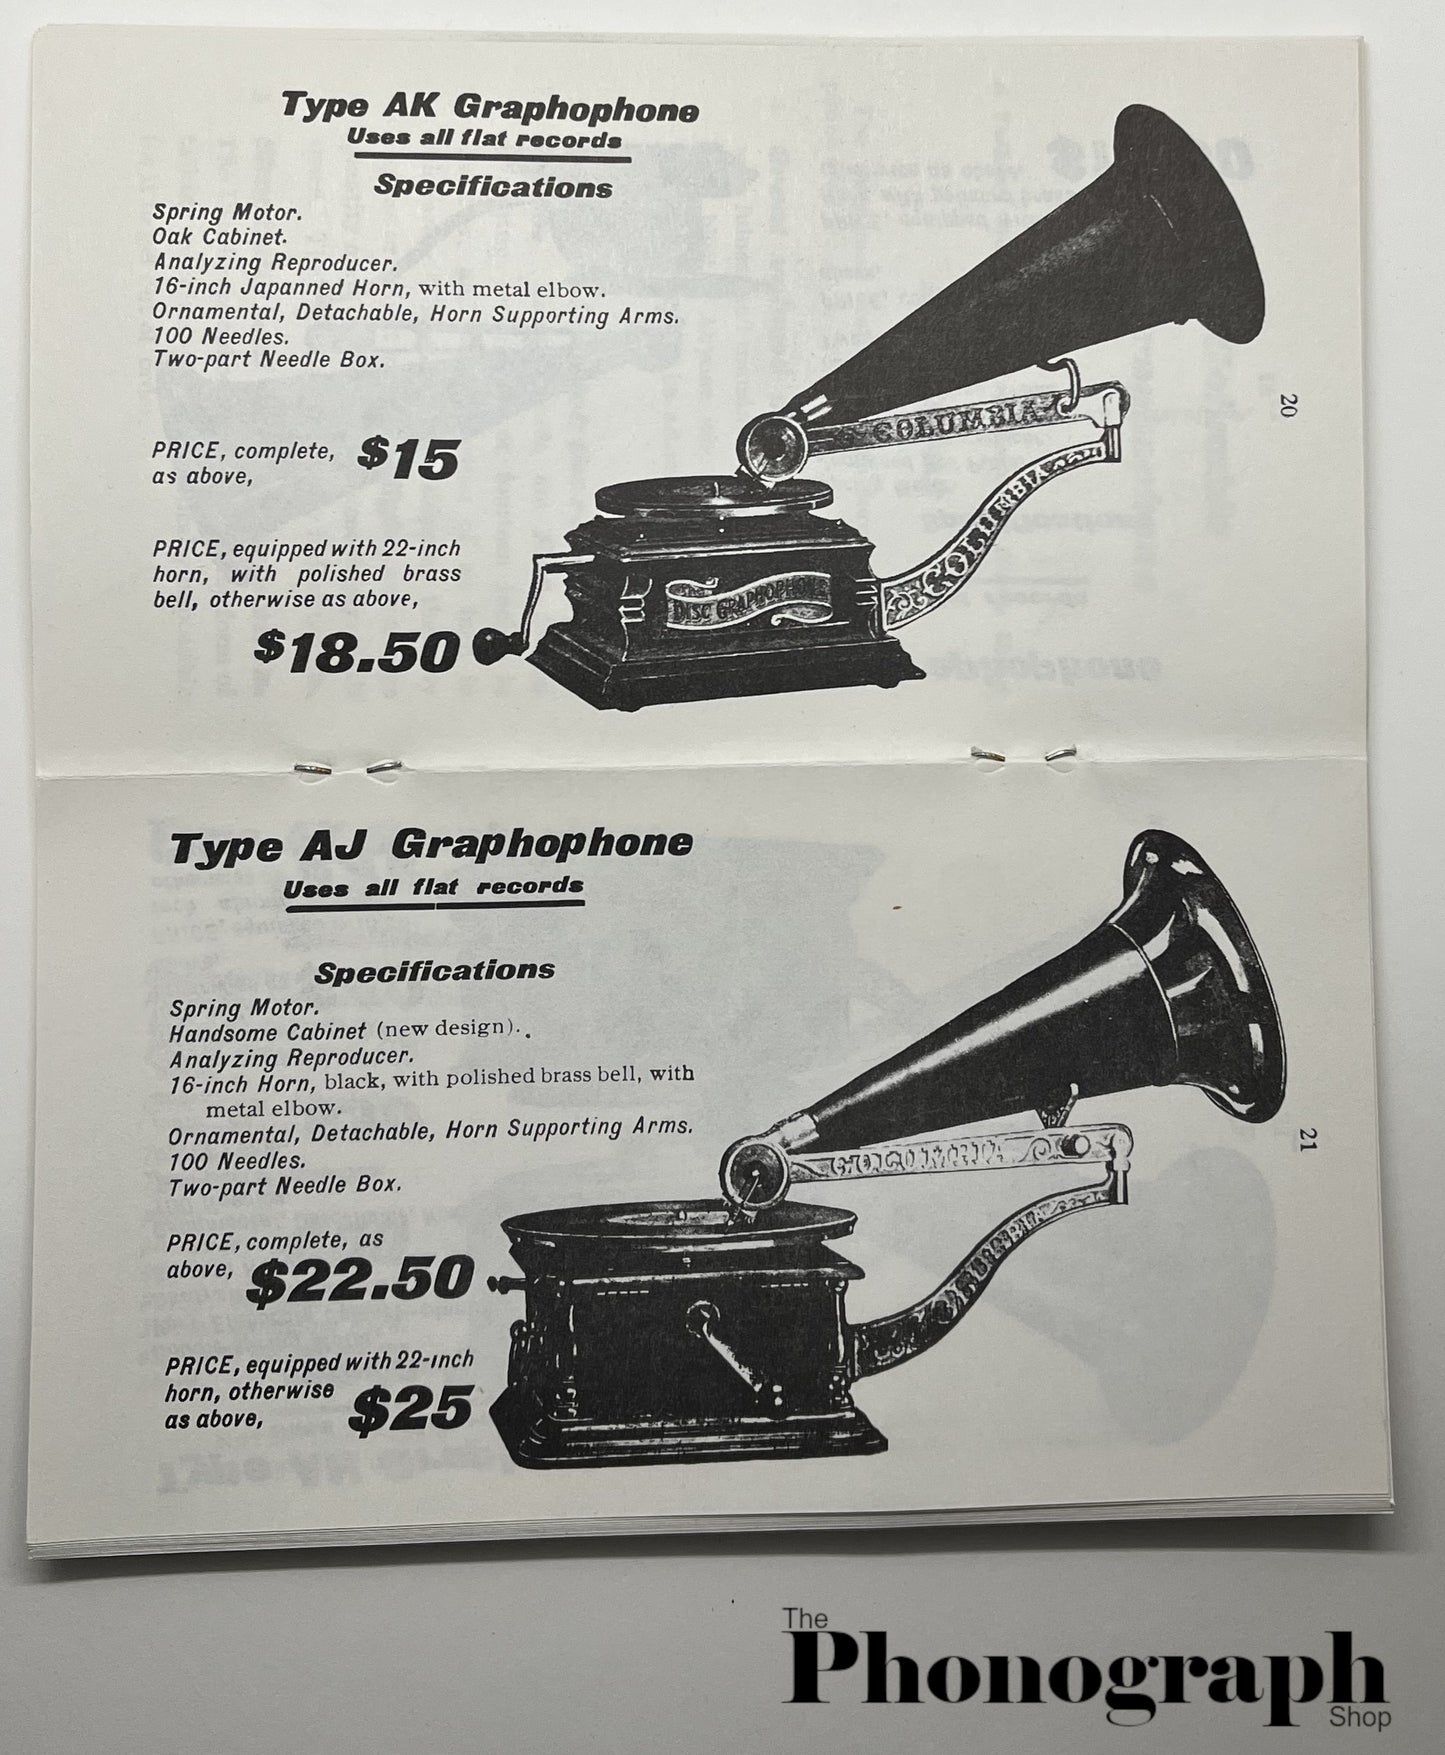 Type AK Graphophone
Uses all flat records
Specifications
Spring Motor.
Oak Cabinet.
Analyzing Reproducer.
16-inch Japanned Horn, with metal elbow.
Ornamental, Detachable, Horn Supporting Arms.
100 Needles.
Two-part Needle Box.
PRICE, complete,
as above, $15
PRICE, equipped with 22-inch
horn, with polished brass
bell, otherwise as above,
$18.50
COLUMBIA
COLUMBIA
DISC GRAPHOPHONE
20
Type AJ Graphophone
Uses all flat records
Specifications
Spring Motor.
Handsome Cabinet (new design).
Analyzing Reproducer.
16-inch Horn, black, with polished brass bell, with
metal elbow.
Ornamental, Detachable, Horn Supporting Arms.
100 Needles.
Two-part Needle Box.
PRICE, complete, as
above, $22.50
PRICE, equipped with 22-inch
horn, otherwise
as above, $25
COLUMBIA
COLUMBIA
21
The
Phonograph
Shop